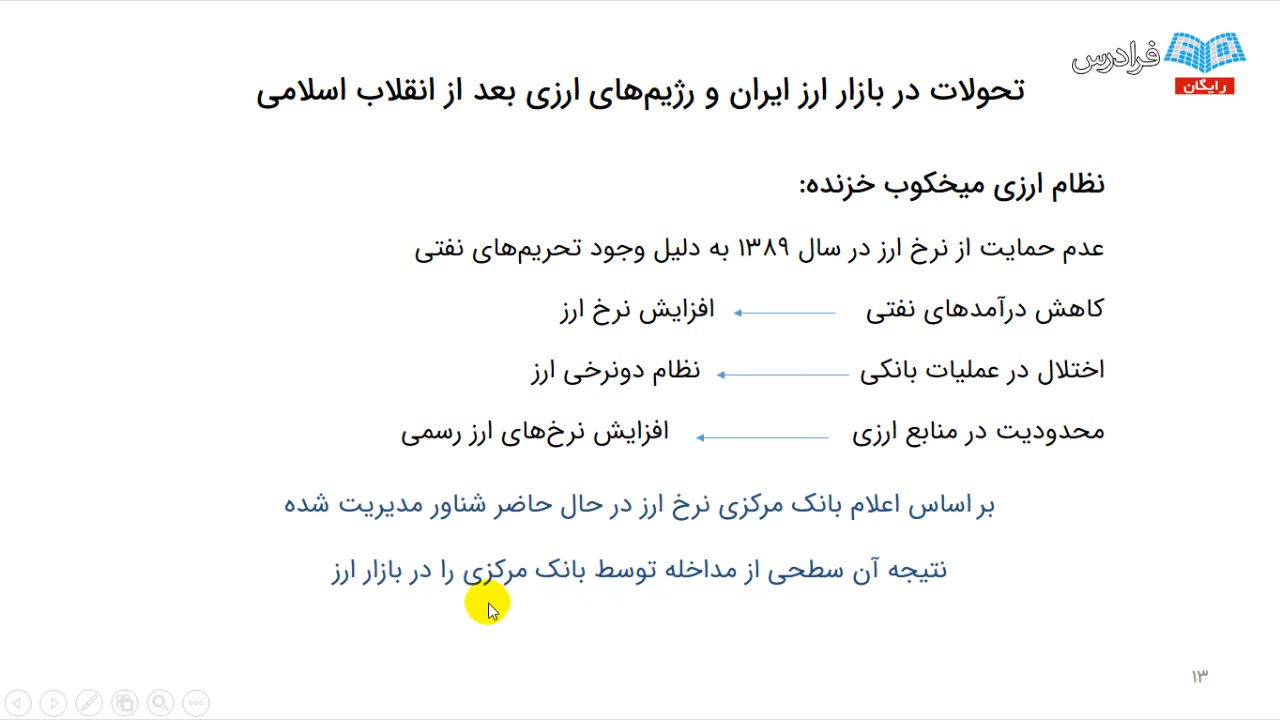 فرادرس
رایگان
تحولات در بازار ارز ایران و رژیم‌های ارزی بعد از انقلاب اسلامی
نظام ارزی میخکوب خزنده:
عدم حمایت از نرخ ارز در سال ۱۳۸۹ به دلیل وجود تحریم‌های نفتی
کاهش درآمدهای نفتی افزایش نرخ ارز
اختلال در عملیات بانکی نظام دونرخی ارز
محدودیت در منابع ارزی افزایش نرخ‌های ارز رسمی
بر اساس اعلام بانک مرکزی نرخ ارز در حال حاضر شناور مدیریت شده
نتیجه آن سطحی از مداخله توسط بانک مرکزی را در بازار ارز
۱۳